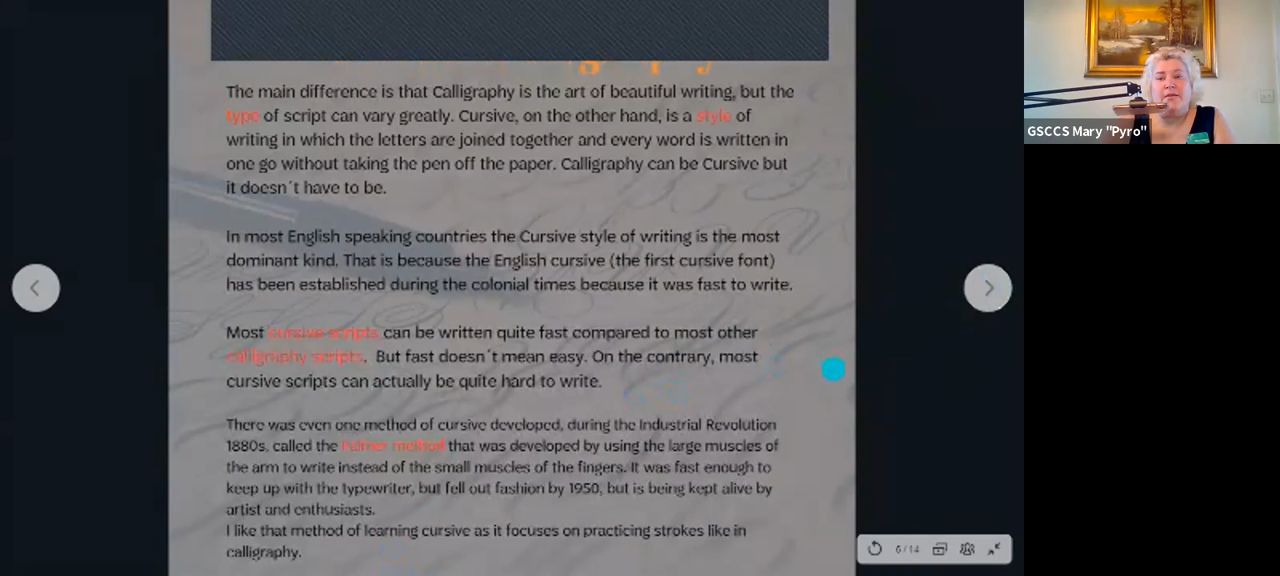 The main difference is that Calligraphy is the art of beautiful writing, but the
type of script can vary greatly. Cursive, on the other hand, is a style of
writing in which the letters are joined together and every word is written in
one go without taking the pen off the paper. Calligraphy can be Cursive but
it doesn´t have to be.
In most English speaking countries the Cursive style of writing is the most
dominant kind. That is because the English cursive (the first cursive font)
has been established during the colonial times because it was fast to write.
Most cursive scripts can be written quite fast compared to most other
calligraphy scripts. But fast doesn´t mean easy. On the contrary, most
cursive scripts can actually be quite hard to write.
There was even one method of cursive developed, during the Industrial Revolution
1880s, called the Palmer method that was developed by using the large muscles of
the arm to write instead of the small muscles of the fingers. It was fast enough to
keep up with the typewriter, but fell out fashion by 1950, but is being kept alive by
artist and enthusiasts.
I like that method of learning cursive as it focuses on practicing strokes like in
calligraphy.
GSCCS Mary "Pyro"
6/14